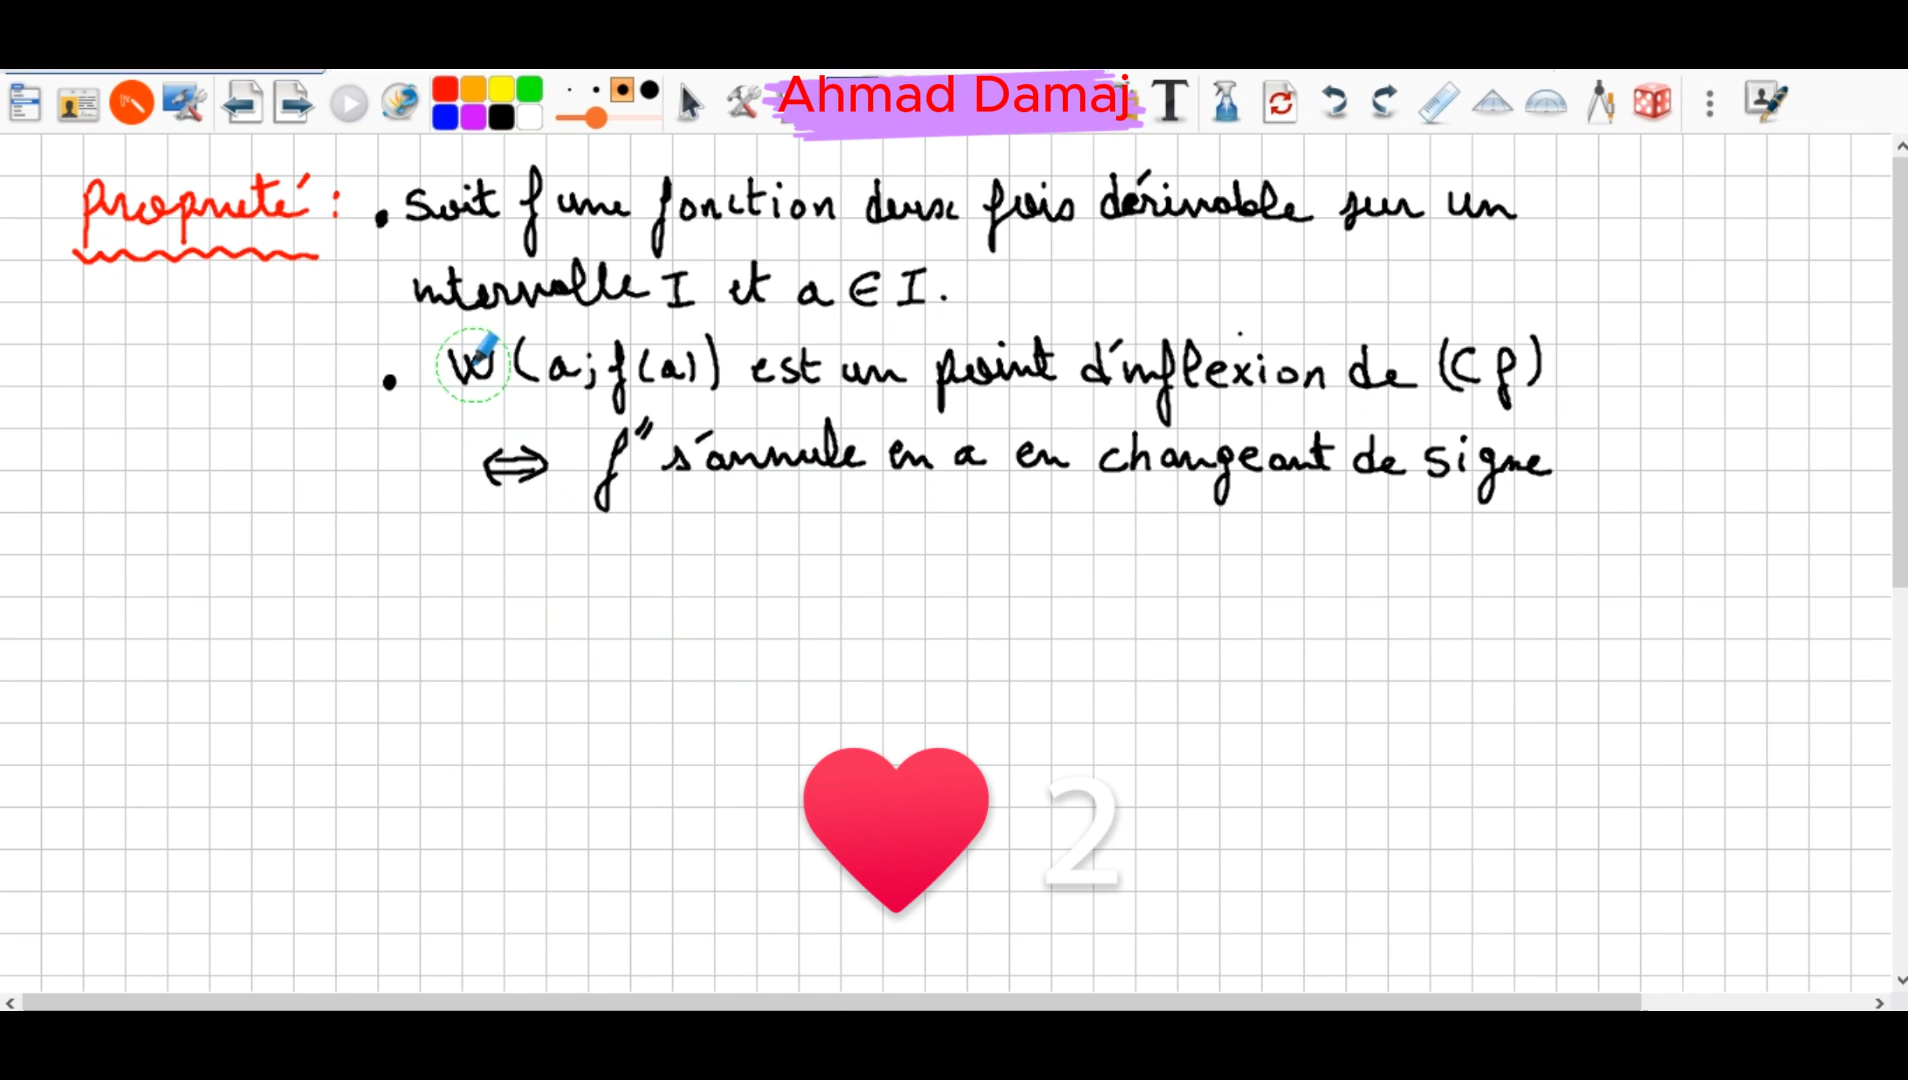 Ahmad Damaj
T
Propriété : . Soit f une fonction deux fois dérivable sur un
intervalle I et a ∈ I.
. W(a; f(a)) est un point d'inflexion de (Cf)
⇔ f'' s'annule en a en changeant de signe
2